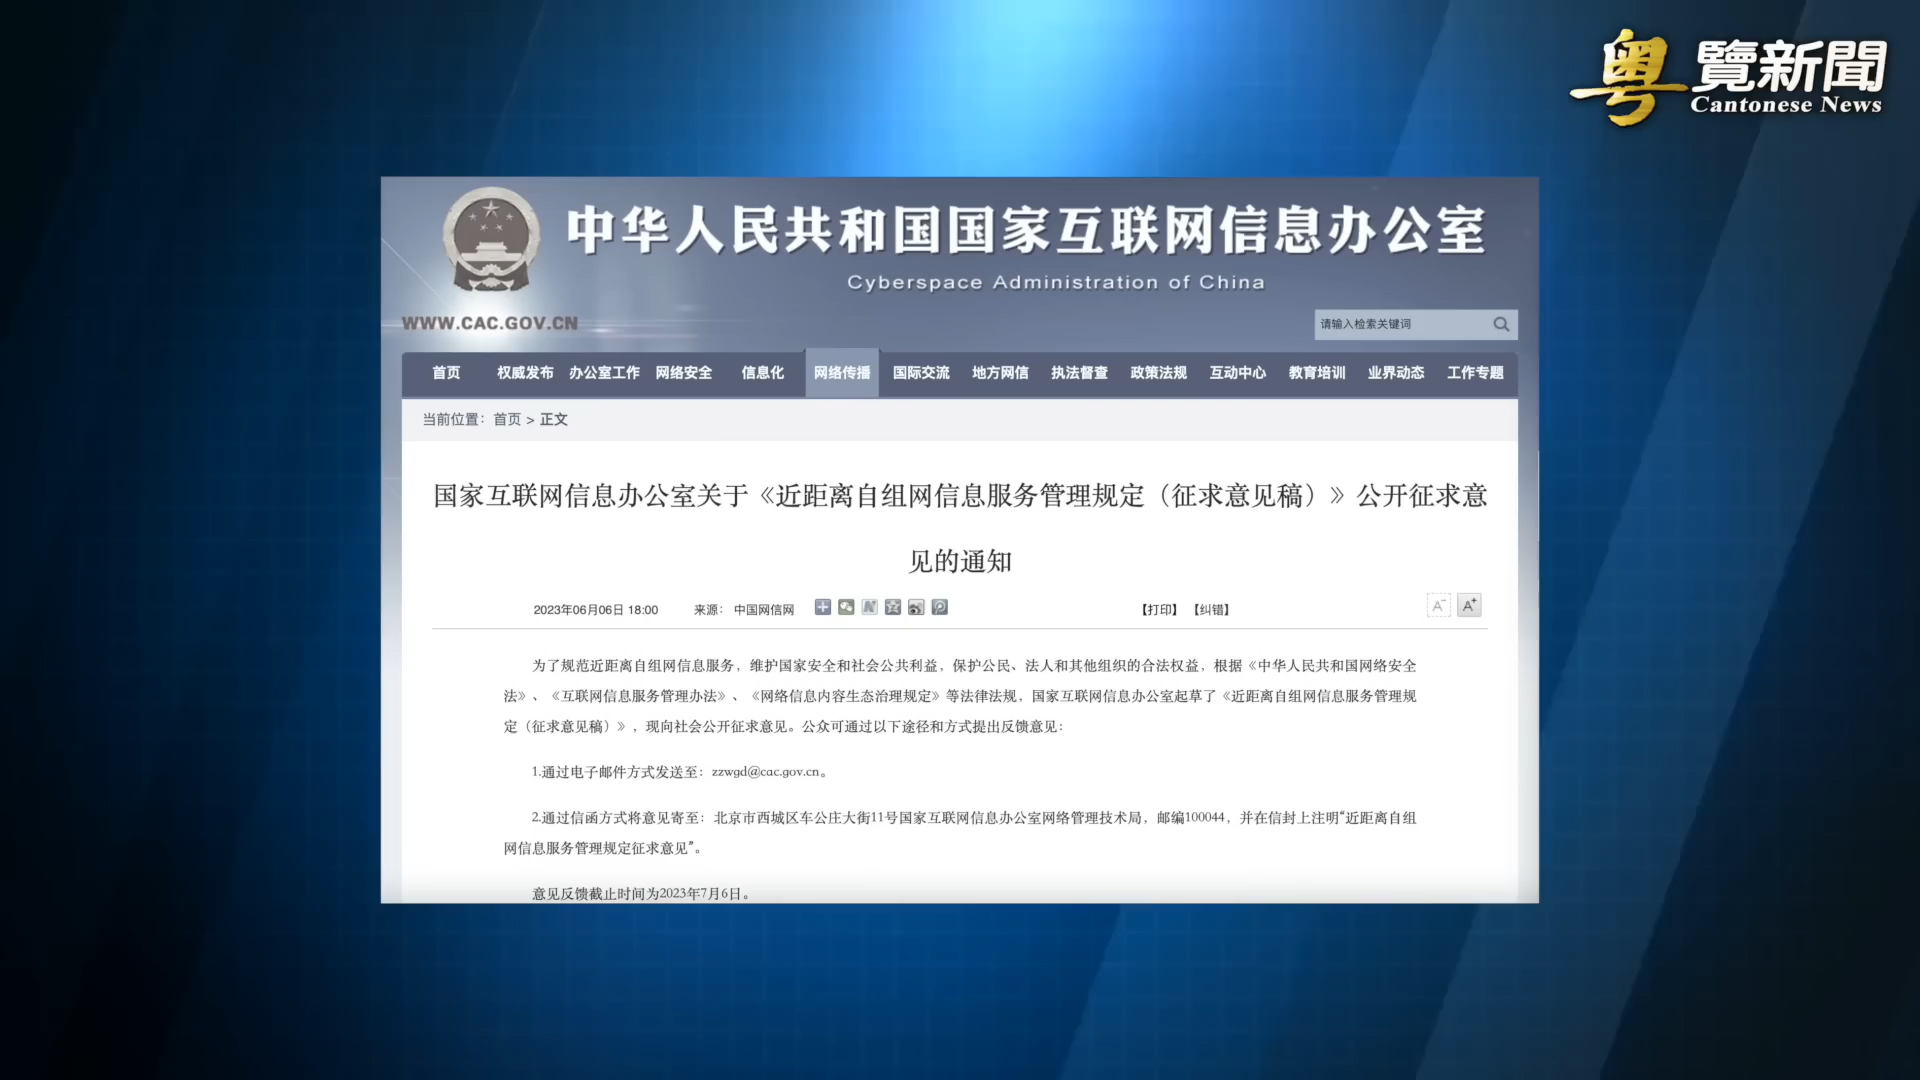 粤覽新聞
Cantonese News
中华人民共和国国家互联网信息办公室
Cyberspace Administration of China
WWW.CAC.GOV.CN
请输入检索关键词
首页 权威发布 办公室工作 网络安全 信息化 网络传播 国际交流 地方网信 执法督查 政策法规 互动中心 教育培训 业界动态 工作专题
当前位置：首页 > 正文
国家互联网信息办公室关于《近距离自组网信息服务管理规定（征求意见稿）》公开征求意
见的通知
2023年06月06日 18:00 来源： 中国网信网 【打印】 【纠错】 A- A+
为了规范近距离自组网信息服务，维护国家安全和社会公共利益，保护公民、法人和其他组织的合法权益，根据《中华人民共和国网络安全
法》、《互联网信息服务管理办法》、《网络信息内容生态治理规定》等法律法规，国家互联网信息办公室起草了《近距离自组网信息服务管理规
定（征求意见稿）》，现向社会公开征求意见。公众可通过以下途径和方式提出反馈意见：
1.通过电子邮件方式发送至：zzwgd@cac.gov.cn。
2.通过信函方式将意见寄至：北京市西城区车公庄大街11号国家互联网信息办公室网络管理技术局，邮编100044，并在信封上注明“近距离自组
网信息服务管理规定征求意见”。
意见反馈截止时间为2023年7月6日。